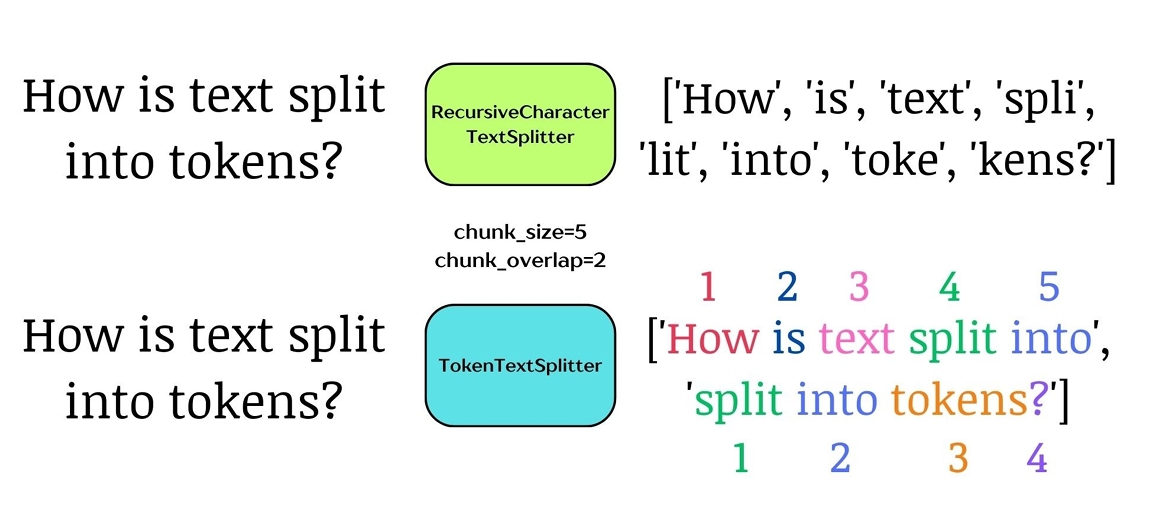 How is text split
into tokens?
RecursiveCharacter
TextSplitter
['How', 'is', 'text', 'spli',
'lit', 'into', 'toke', 'kens?']
chunk_size=5
chunk_overlap=2
How is text split
into tokens?
TokenTextSplitter
1 2 3 4 5
['How is text split into',
'split into tokens?']
1 2 3 4